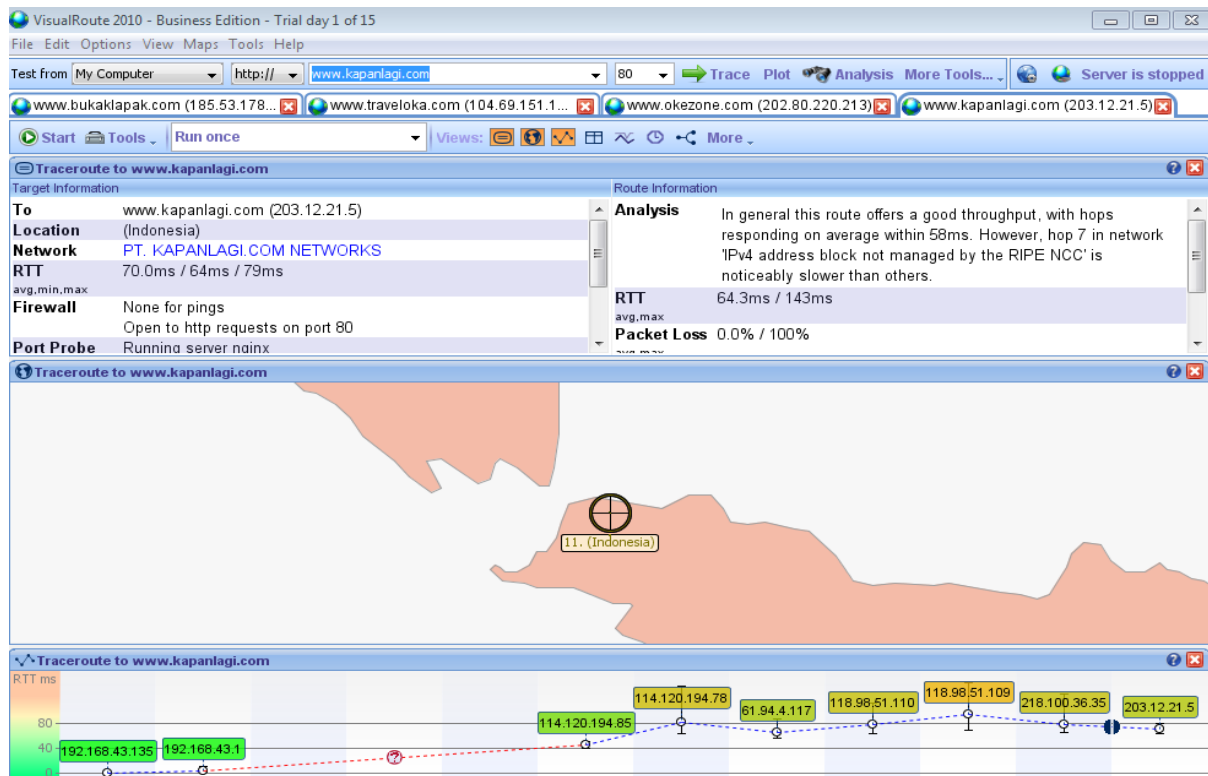 VisualRoute 2010 - Business Edition - Trial day 1 of 15
File Edit Options View Maps Tools Help
Test from My Computer http:// www.kapanlagi.com 80 Trace Plot Analysis More Tools... Server is stopped
www.bukaklapak.com (185.53.178... www.traveloka.com (104.69.151.1... www.okezone.com (202.80.220.213) www.kapanlagi.com (203.12.21.5)
Start Tools Run once Views: More
Traceroute to www.kapanlagi.com
Target Information
To www.kapanlagi.com (203.12.21.5)
Location (Indonesia)
Network PT. KAPANLAGI.COM NETWORKS
RTT 70.0ms / 64ms / 79ms
avg,min,max
Firewall None for pings
Open to http requests on port 80
Port Probe Running server nginx
Route Information
Analysis In general this route offers a good throughput, with hops
responding on average within 58ms. However, hop 7 in network
'IPv4 address block not managed by the RIPE NCC' is
noticeably slower than others.
RTT 64.3ms / 143ms
avg,max
Packet Loss 0.0% / 100%
avg,max
Traceroute to www.kapanlagi.com
11. (Indonesia)
Traceroute to www.kapanlagi.com
RTT ms
80
40
0
192.168.43.135
192.168.43.1
?
114.120.194.85
114.120.194.78
61.94.4.117
118.98.51.110
118.98.51.109
218.100.36.35
203.12.21.5